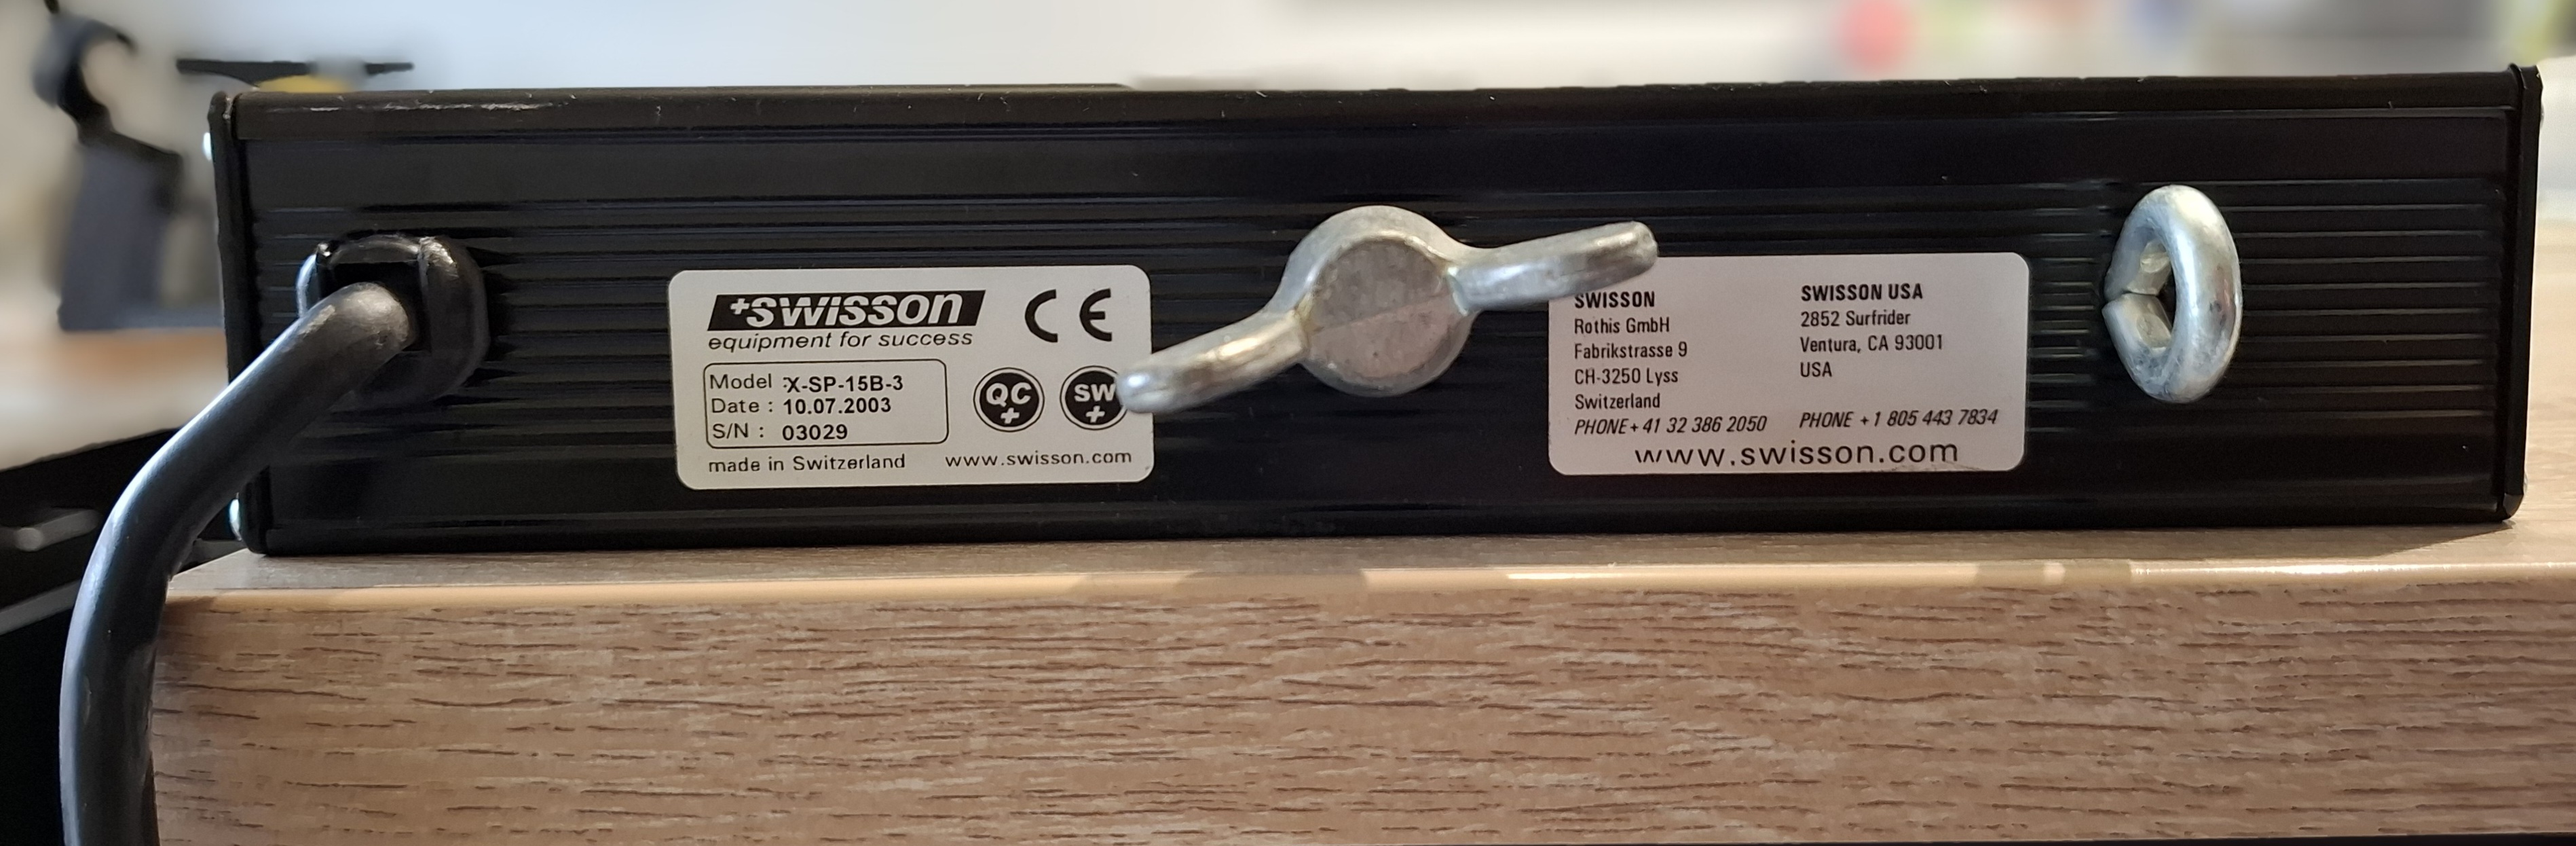 +SWISSON
equipment for success
CE
Model : X-SP-15B-3
Date : 10.07.2003
S/N : 03029
QC
+
SW
+
made in Switzerland
www.swisson.com
SWISSON
Rothis GmbH
Fabrikstrasse 9
CH-3250 Lyss
Switzerland
PHONE + 41 32 386 2050
SWISSON USA
2852 Surfrider
Ventura, CA 93001
USA
PHONE + 1 805 443 7834
www.swisson.com